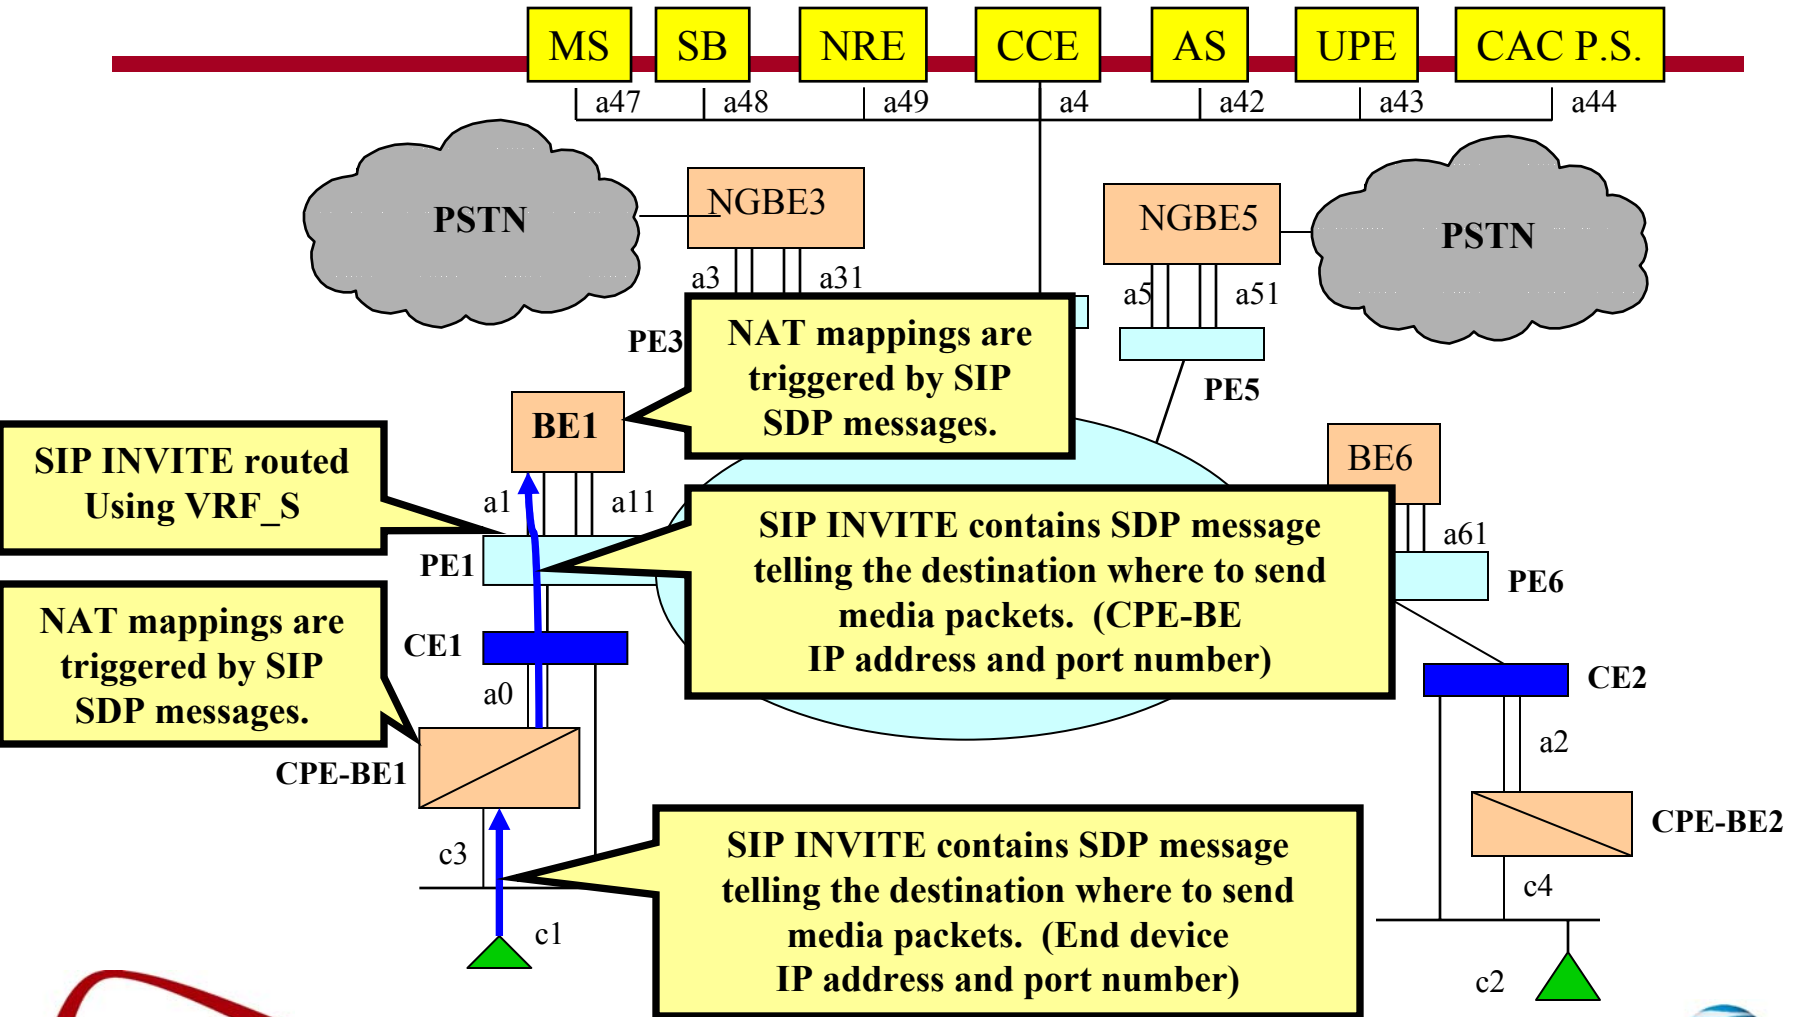 MS SB NRE CCE AS UPE CAC P.S.
a47 a48 a49 a4 a42 a43 a44
PSTN
NGBE3
NGBE5
PSTN
a3 a31
a5 a51
PE3
NAT mappings are
triggered by SIP
SDP messages.
PE5
BE1
SIP INVITE routed
Using VRF_S
BE6
a1 a11
SIP INVITE contains SDP message
telling the destination where to send
media packets. (CPE-BE
IP address and port number)
a61
PE1
PE6
NAT mappings are
triggered by SIP
SDP messages.
CE1
CE2
a0
a2
CPE-BE1
CPE-BE2
c3
SIP INVITE contains SDP message
telling the destination where to send
media packets. (End device
IP address and port number)
c4
c1
c2